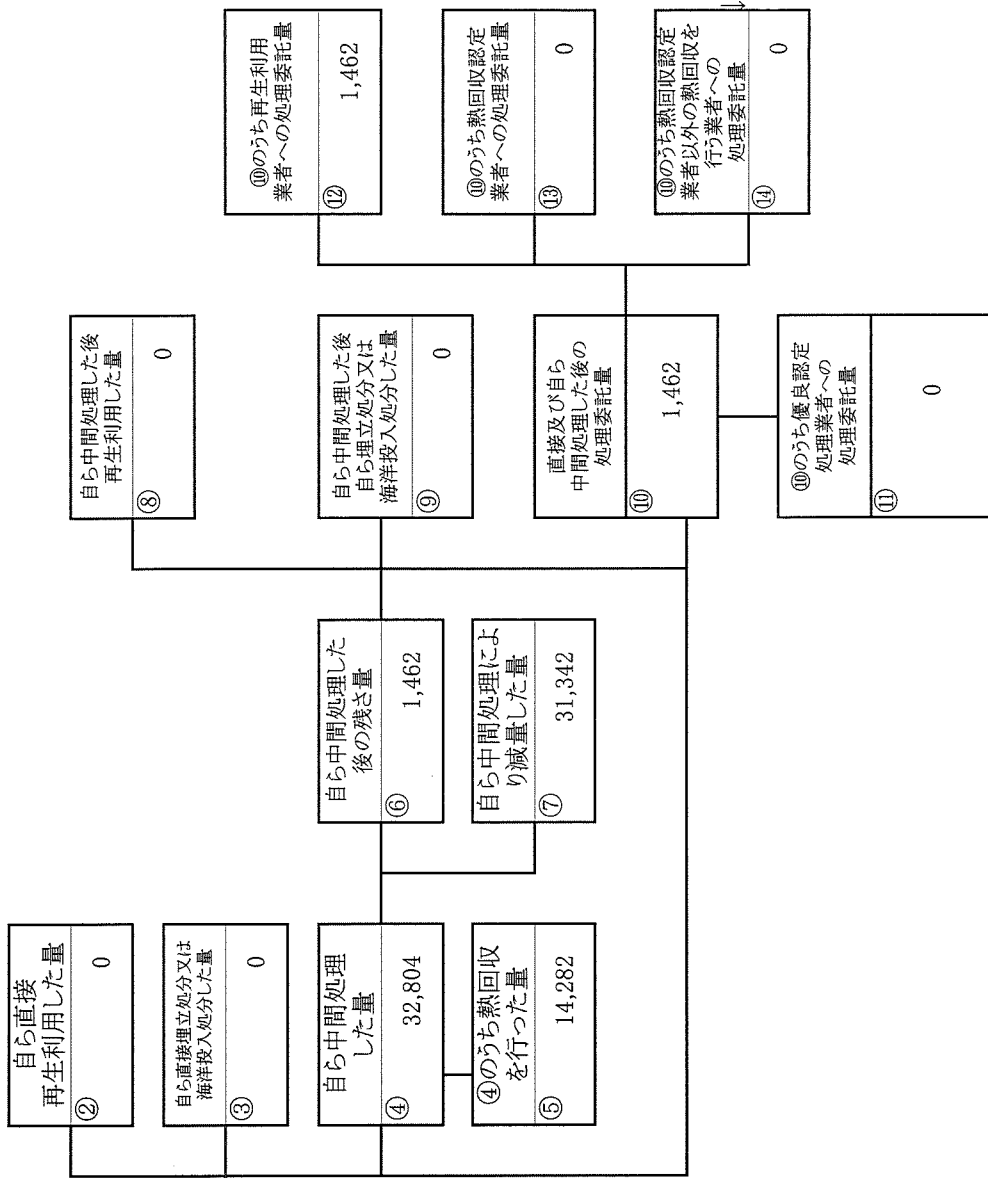 ②
自ら直接
再生利用した量
0
③
自ら直接埋立処分又は
海洋投入処分した量
0
④
自ら中間処理
した量
32,804
⑤
④のうち熱回収
を行った量
14,282
⑥
自ら中間処理した
後の残さ量
1,462
⑦
自ら中間処理によ
り減量した量
31,342
⑧
自ら中間処理した後
再生利用した量
0
⑨
自ら中間処理した後
自ら埋立処分又は
海洋投入処分した量
0
⑩
直接及び自ら
中間処理した後の
処理委託量
1,462
⑪
⑩のうち優良認定
処理業者への
処理委託量
0
⑫
⑩のうち再生利用
業者への処理委託量
1,462
⑬
⑩のうち熱回収認定
業者への処理委託量
0
⑭
⑩のうち熱回収認定
業者以外の熱回収を
行う業者への
処理委託量
0